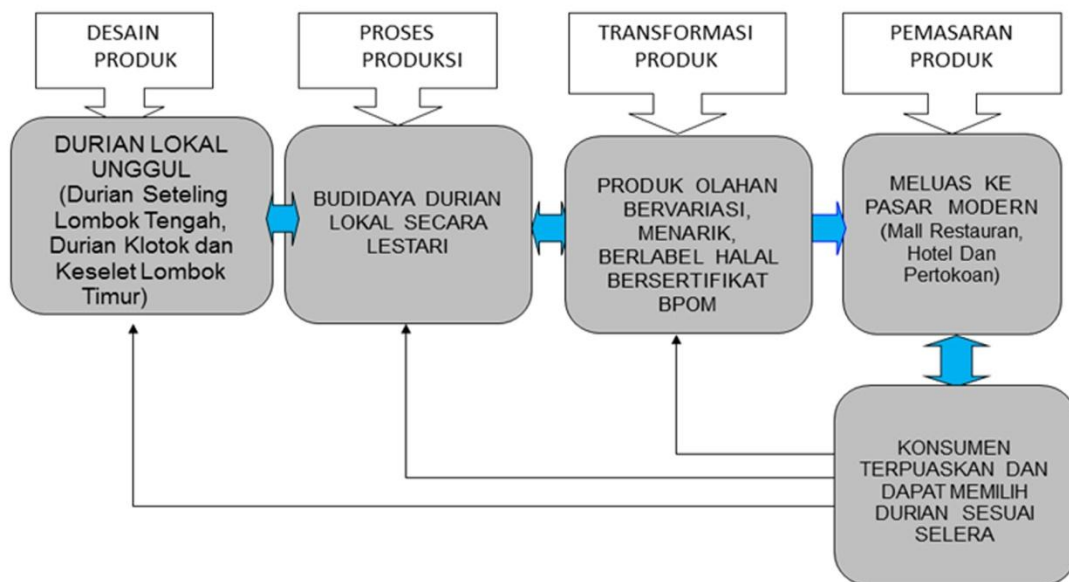 DESAIN
PRODUK
PROSES
PRODUKSI
TRANSFORMASI
PRODUK
PEMASARAN
PRODUK
DURIAN LOKAL
UNGGUL
(Durian Seteling
Lombok Tengah,
Durian Klotok dan
Keselet Lombok
Timur)
BUDIDAYA DURIAN
LOKAL SECARA
LESTARI
PRODUK OLAHAN
BERVARIASI,
MENARIK,
BERLABEL HALAL
BERSERTIFIKAT
BPOM
MELUAS KE
PASAR MODERN
(Mall Restauran,
Hotel Dan
Pertokoan)
KONSUMEN
TERPUASKAN DAN
DAPAT MEMILIH
DURIAN SESUAI
SELERA